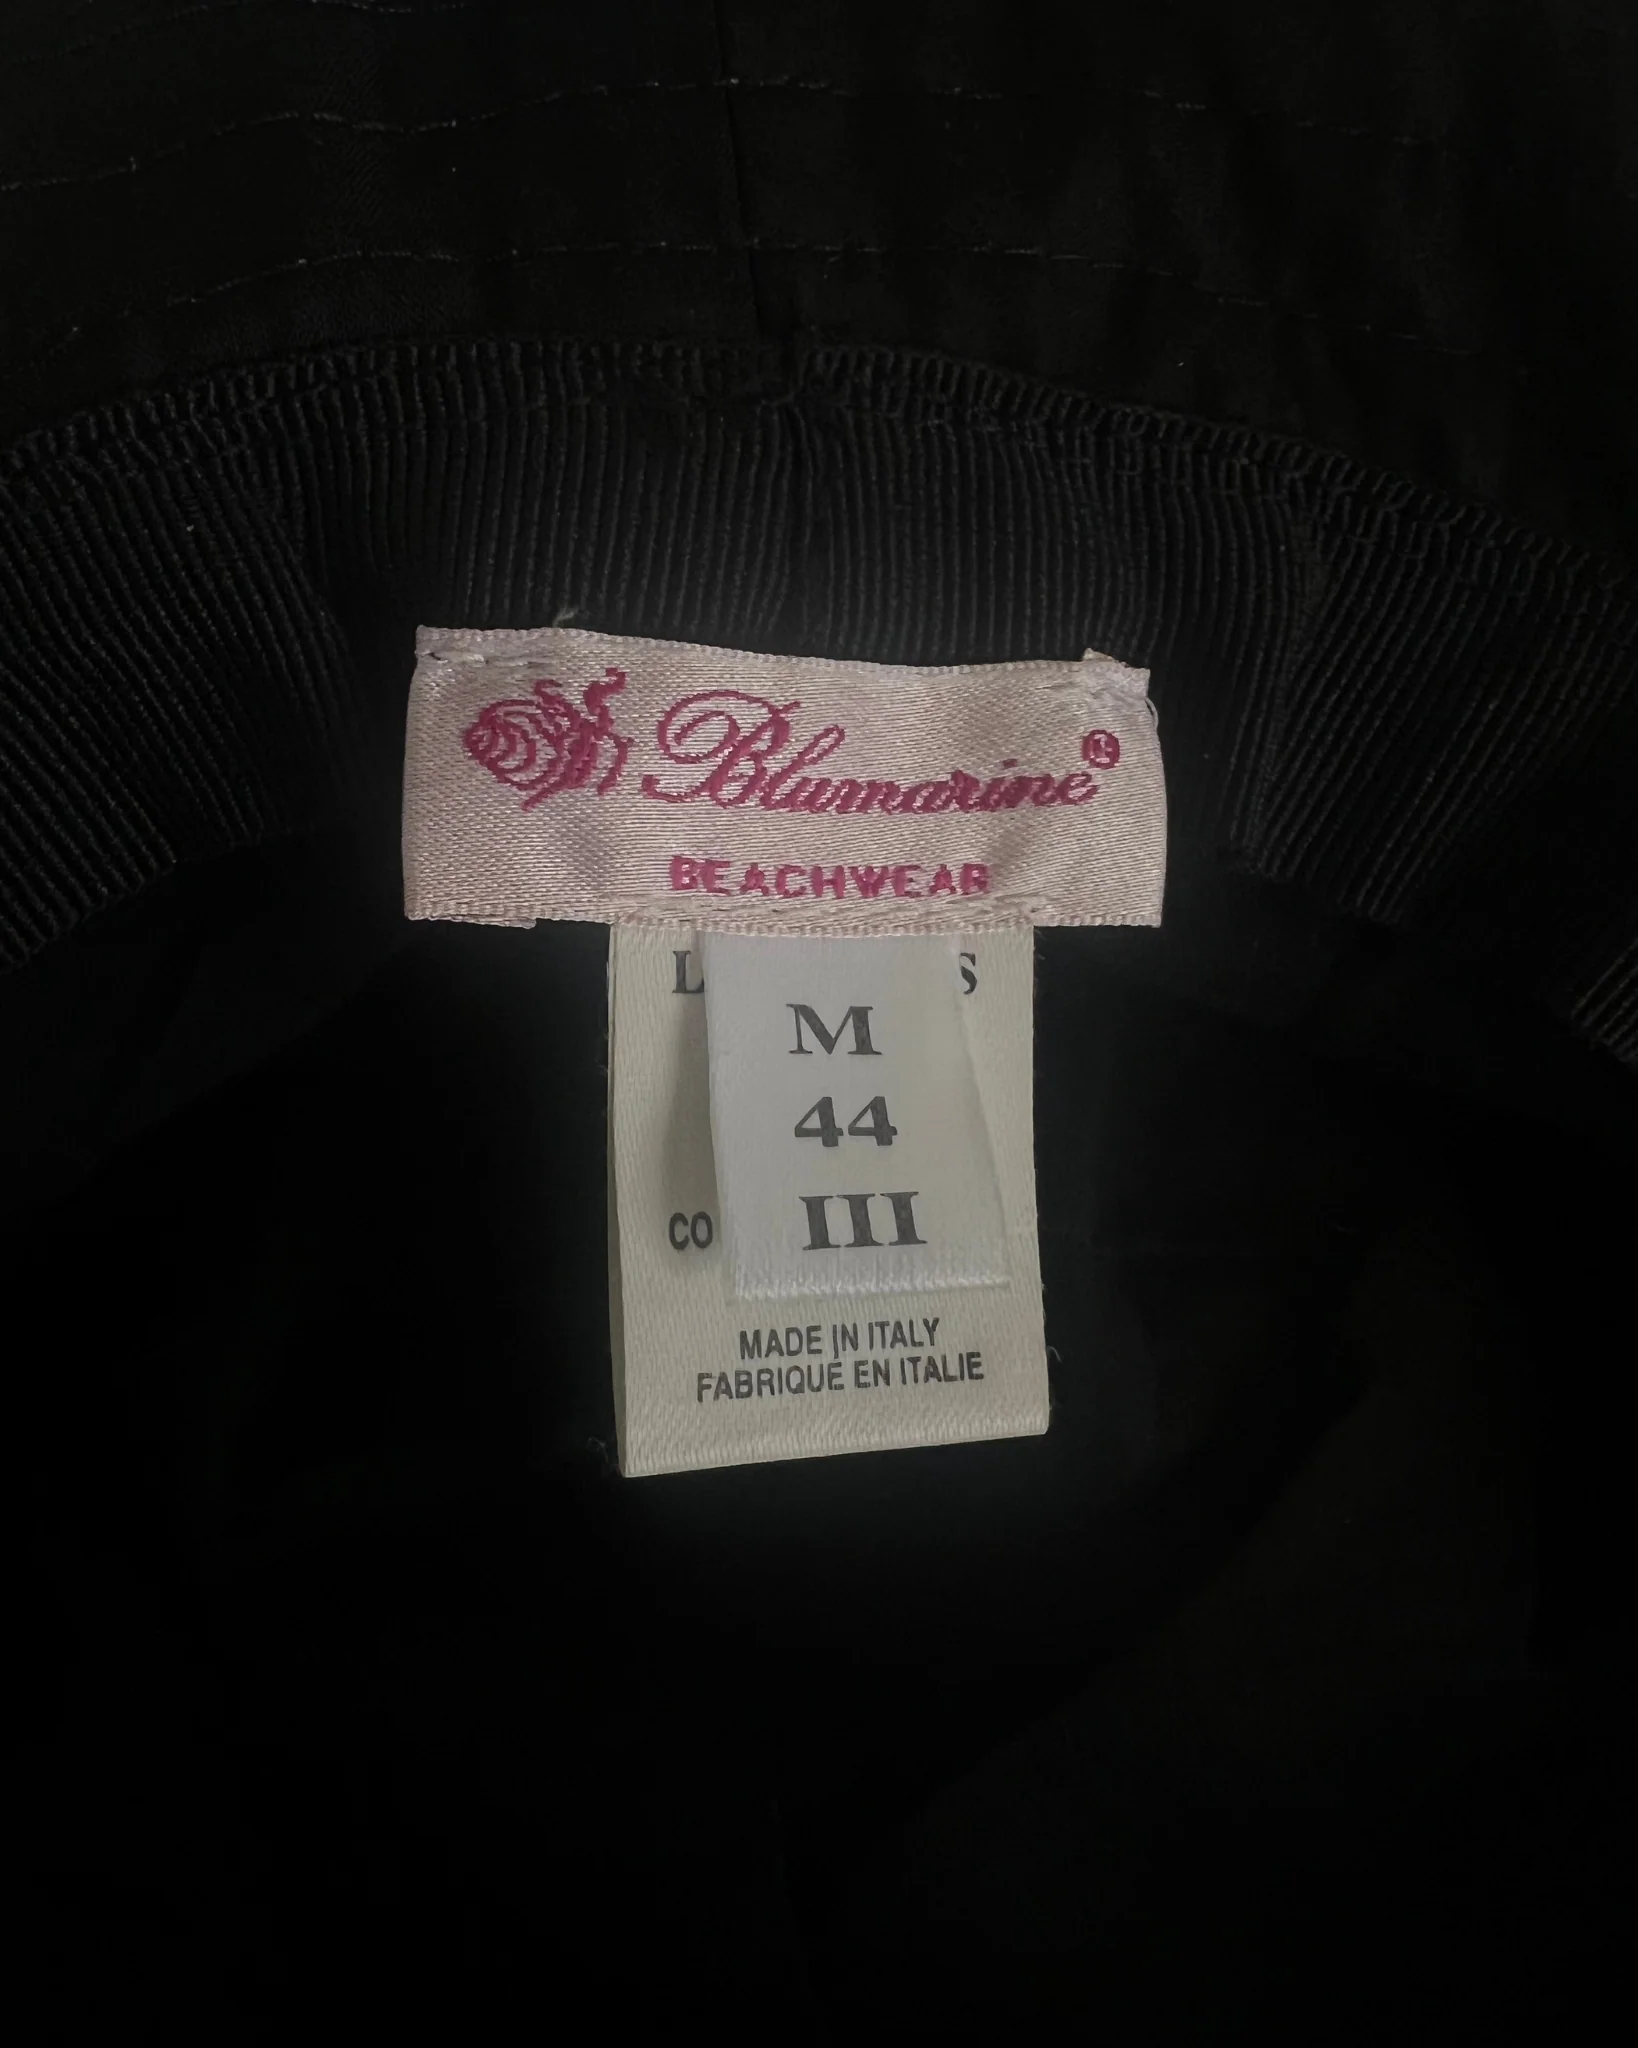 Blumarine®
BEACHWEAR
M
44
III
CO
MADE IN ITALY
FABRIQUE EN ITALIE